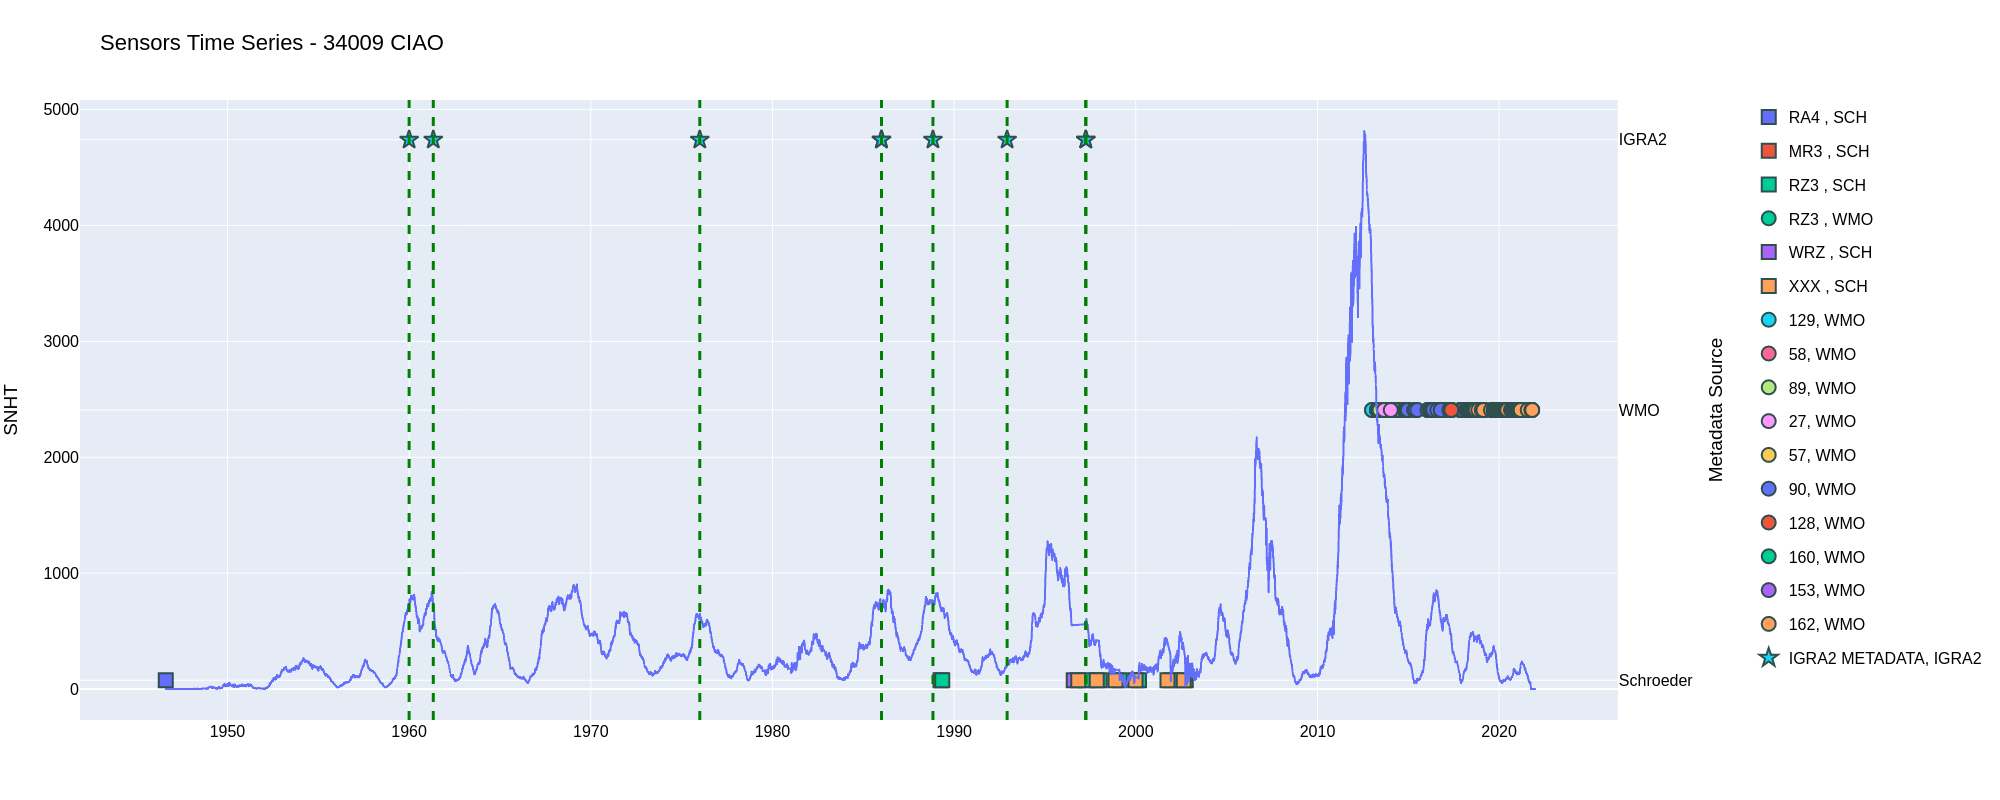 Sensors Time Series - 34009 CIAO
SNHT
5000
4000
3000
2000
1000
0
1950
1960
1970
1980
1990
2000
2010
2020
IGRA2
WMO
Schroeder
Metadata Source
RA4 , SCH
MR3 , SCH
RZ3 , SCH
RZ3 , WMO
WRZ , SCH
XXX , SCH
129, WMO
58, WMO
89, WMO
27, WMO
57, WMO
90, WMO
128, WMO
160, WMO
153, WMO
162, WMO
IGRA2 METADATA, IGRA2